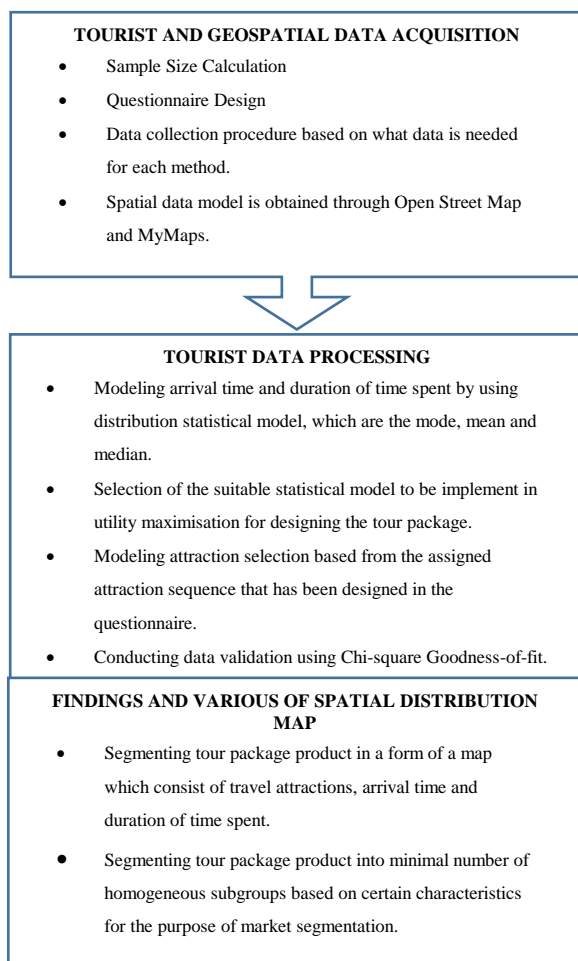 TOURIST AND GEOSPATIAL DATA ACQUISITION
• Sample Size Calculation
• Questionnaire Design
• Data collection procedure based on what data is needed
for each method.
• Spatial data model is obtained through Open Street Map
and MyMaps.
TOURIST DATA PROCESSING
• Modeling arrival time and duration of time spent by using
distribution statistical model, which are the mode, mean and
median.
• Selection of the suitable statistical model to be implement in
utility maximisation for designing the tour package.
• Modeling attraction selection based from the assigned
attraction sequence that has been designed in the
questionnaire.
• Conducting data validation using Chi-square Goodness-of-fit.
FINDINGS AND VARIOUS OF SPATIAL DISTRIBUTION
MAP
• Segmenting tour package product in a form of a map
which consist of travel attractions, arrival time and
duration of time spent.
• Segmenting tour package product into minimal number of
homogeneous subgroups based on certain characteristics
for the purpose of market segmentation.